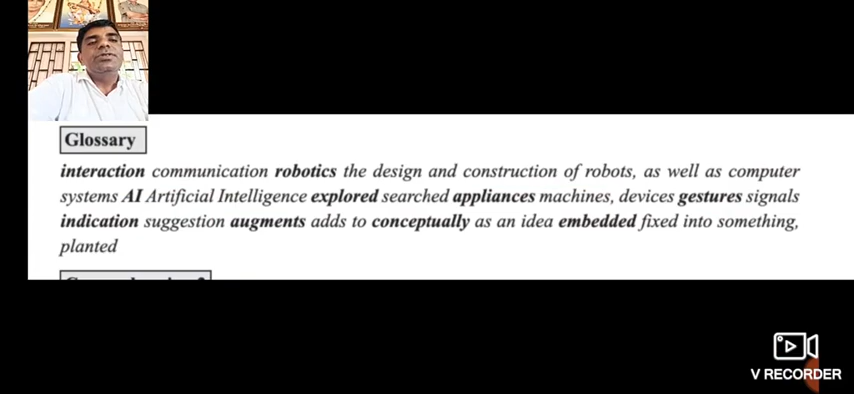 Glossary
interaction communication robotics the design and construction of robots, as well as computer
systems AI Artificial Intelligence explored searched appliances machines, devices gestures signals
indication suggestion augments adds to conceptually as an idea embedded fixed into something,
planted
V RECORDER